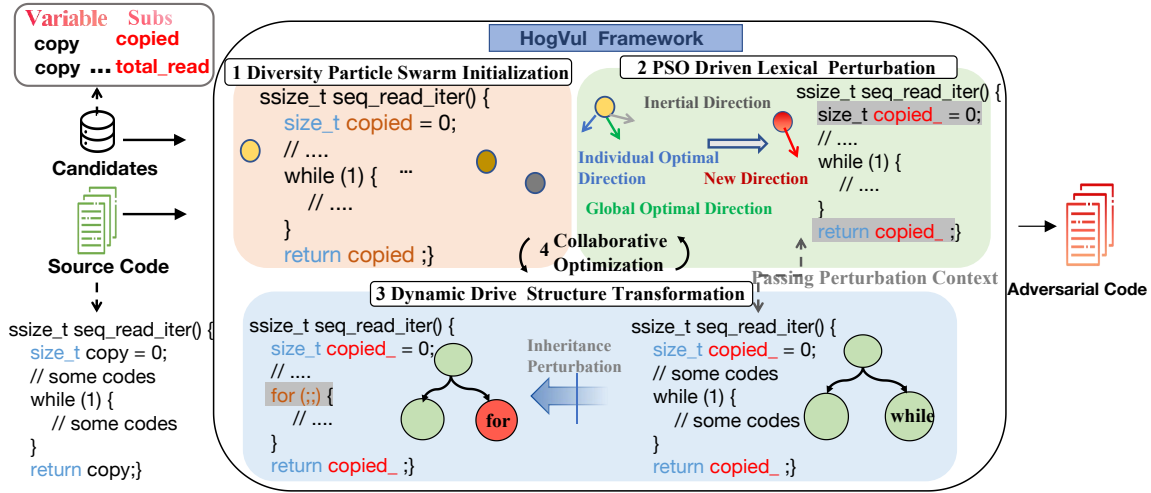 Variable Subs
copy copied
copy ... total_read
Candidates
Source Code
ssize_t seq_read_iter() {
size_t copy = 0;
// some codes
while (1) {
// some codes
}
return copy;}
HogVul Framework
1 Diversity Particle Swarm Initialization
ssize_t seq_read_iter() {
size_t copied = 0;
// ....
while (1) {
...
// ....
}
return copied ;}
2 PSO Driven Lexical Perturbation
Inertial Direction
Individual Optimal
Direction
New Direction
Global Optimal Direction
ssize_t seq_read_iter() {
size_t copied_ = 0;
// ....
while (1) {
// ....
}
return copied_ ;}
4 Collaborative
Optimization
Passing Perturbation Context
3 Dynamic Drive Structure Transformation
ssize_t seq_read_iter() {
size_t copied_ = 0;
// ....
for (;;) {
// ....
}
return copied_ ;}
for
Inheritance
Perturbation
ssize_t seq_read_iter() {
size_t copied_ = 0;
// some codes
while (1) {
// some codes
}
return copied_ ;}
while
Adversarial Code